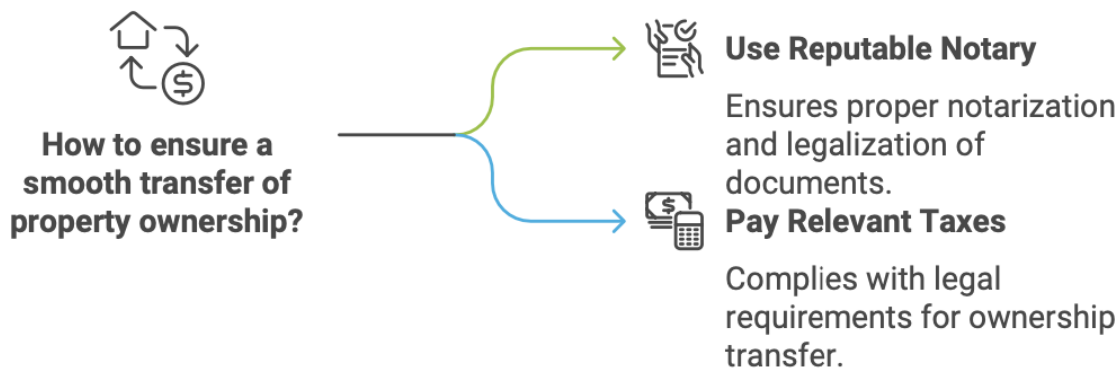 How to ensure a
smooth transfer of
property ownership?
Use Reputable Notary
Ensures proper notarization
and legalization of
documents.
Pay Relevant Taxes
Complies with legal
requirements for ownership
transfer.